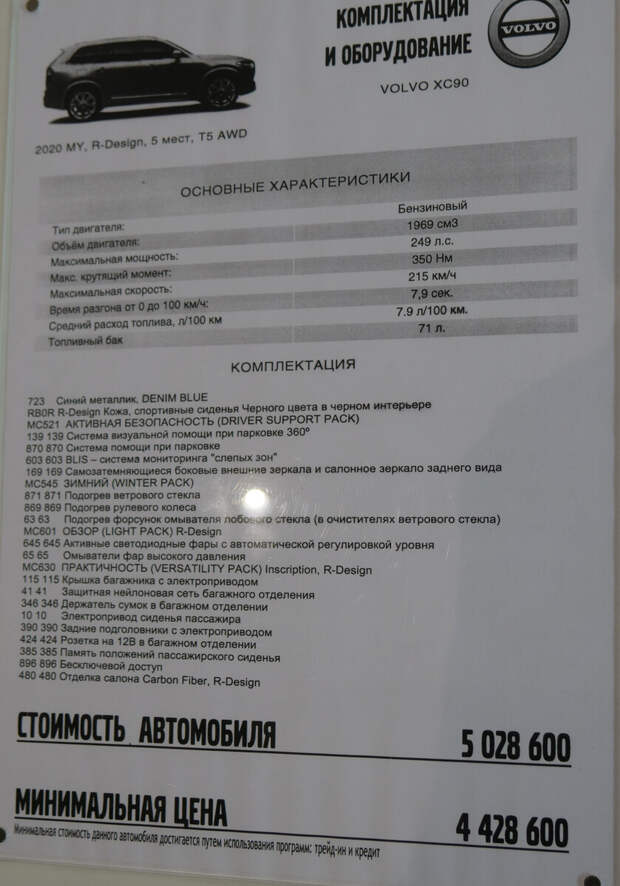 КОМПЛЕКТАЦИЯ
И ОБОРУДОВАНИЕ
VOLVO
VOLVO XC90
2020 MY, R-Design, 5 мест, T5 AWD
ОСНОВНЫЕ ХАРАКТЕРИСТИКИ
Тип двигателя: Бензиновый
Объём двигателя: 1969 см3
Максимальная мощность: 249 л.с.
Макс. крутящий момент: 350 Нм
Максимальная скорость: 215 км/ч
Время разгона от 0 до 100 км/ч: 7,9 сек.
Средний расход топлива, л/100 км 7.9 л/100 км.
Топливный бак 71 л.
КОМПЛЕКТАЦИЯ
723 Синий металлик, DENIM BLUE
RB0R R-Design Кожа, спортивные сиденья Черного цвета в черном интерьере
MC521 АКТИВНАЯ БЕЗОПАСНОСТЬ (DRIVER SUPPORT PACK)
139 139 Система визуальной помощи при парковке 360º
870 870 Система помощи при парковке
603 603 BLIS – система мониторинга "слепых зон"
169 169 Самозатемняющиеся боковые внешние зеркала и салонное зеркало заднего вида
MC545 ЗИМНИЙ (WINTER PACK)
871 871 Подогрев ветрового стекла
869 869 Подогрев рулевого колеса
63 63 Подогрев форсунок омывателя лобового стекла (в очистителях ветрового стекла)
MC601 ОБЗОР (LIGHT PACK) R-Design
645 645 Активные светодиодные фары с автоматической регулировкой уровня
65 65 Омыватели фар высокого давления
MC630 ПРАКТИЧНОСТЬ (VERSATILITY PACK) Inscription, R-Design
115 115 Крышка багажника с электроприводом
41 41 Защитная нейлоновая сеть багажного отделения
346 346 Держатель сумок в багажном отделении
10 10 Электропривод сиденья пассажира
390 390 Задние подголовники с электроприводом
424 424 Розетка на 12В в багажном отделении
385 385 Память положений пассажирского сиденья
896 896 Бесключевой доступ
480 480 Отделка салона Carbon Fiber, R-Design
СТОИМОСТЬ АВТОМОБИЛЯ 5 028 600
МИНИМАЛЬНАЯ ЦЕНА 4 428 600
Минимальная стоимость данного автомобиля достигается путем использования программ: трейд-ин и кредит